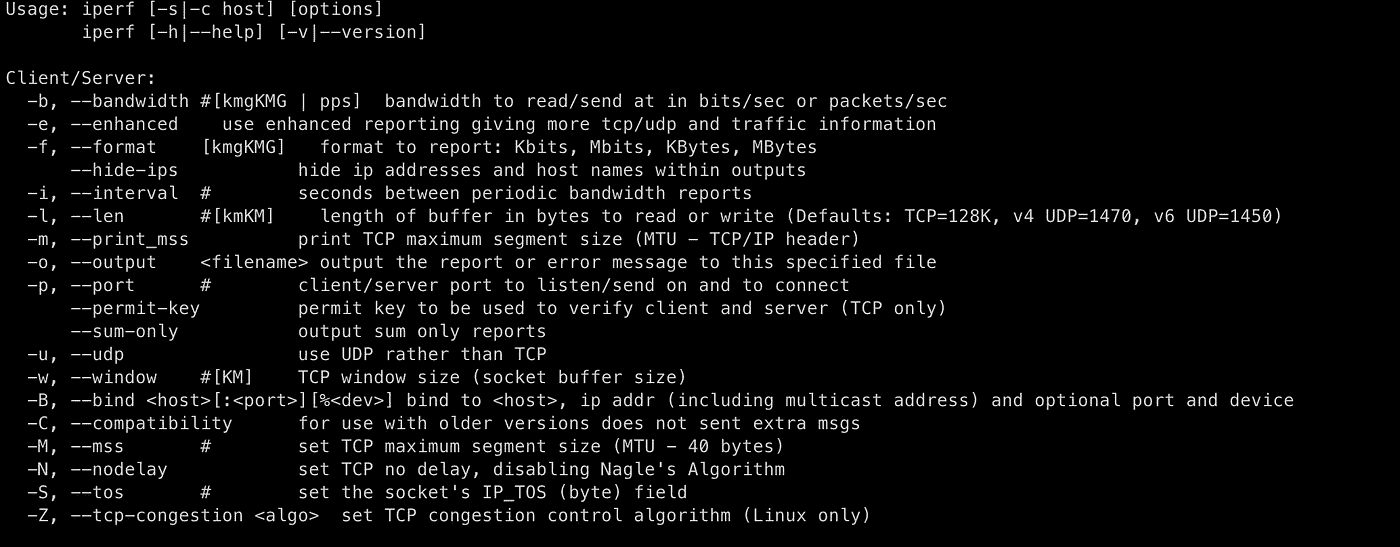 Usage: iperf [-s|-c host] [options]
       iperf [-h|--help] [-v|--version]

Client/Server:
  -b, --bandwidth #[kmgKMG | pps]  bandwidth to read/send at in bits/sec or packets/sec
  -e, --enhanced    use enhanced reporting giving more tcp/udp and traffic information
  -f, --format    [kmgKMG]   format to report: Kbits, Mbits, KBytes, MBytes
      --hide-ips           hide ip addresses and host names within outputs
  -i, --interval  #        seconds between periodic bandwidth reports
  -l, --len       #[kmKM]    length of buffer in bytes to read or write (Defaults: TCP=128K, v4 UDP=1470, v6 UDP=1450)
  -m, --print_mss          print TCP maximum segment size (MTU - TCP/IP header)
  -o, --output    <filename> output the report or error message to this specified file
  -p, --port      #        client/server port to listen/send on and to connect
      --permit-key         permit key to be used to verify client and server (TCP only)
      --sum-only           output sum only reports
  -u, --udp                use UDP rather than TCP
  -w, --window    #[KM]    TCP window size (socket buffer size)
  -B, --bind <host>[:<port>][%<dev>] bind to <host>, ip addr (including multicast address) and optional port and device
  -C, --compatibility      for use with older versions does not sent extra msgs
  -M, --mss       #        set TCP maximum segment size (MTU - 40 bytes)
  -N, --nodelay            set TCP no delay, disabling Nagle's Algorithm
  -S, --tos       #        set the socket's IP_TOS (byte) field
  -Z, --tcp-congestion <algo>  set TCP congestion control algorithm (Linux only)